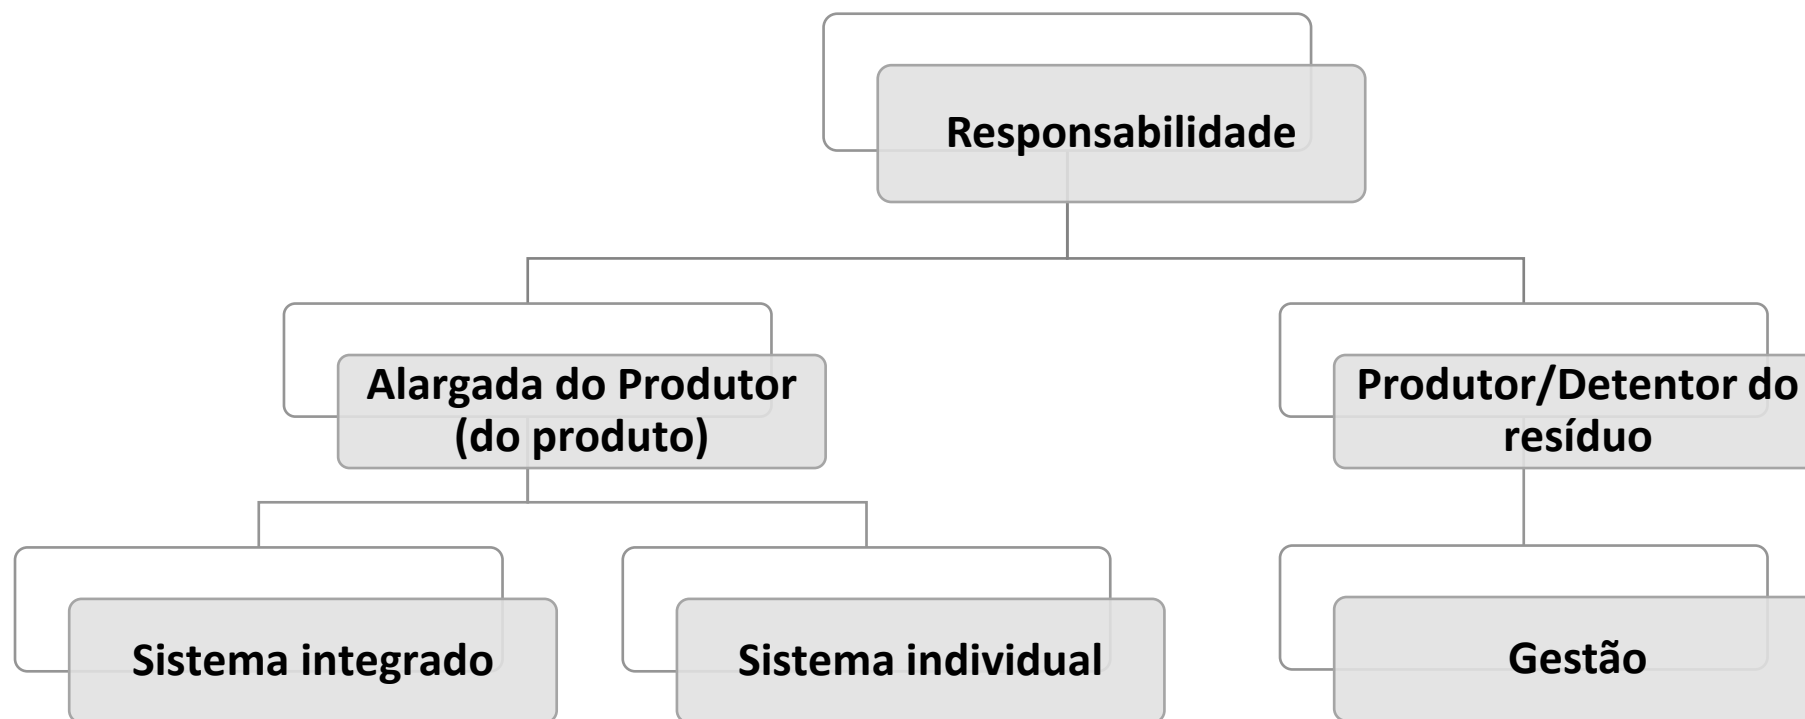 Responsabilidade
Alargada do Produtor
(do produto)
Produtor/Detentor do
resíduo
Sistema integrado
Sistema individual
Gestão